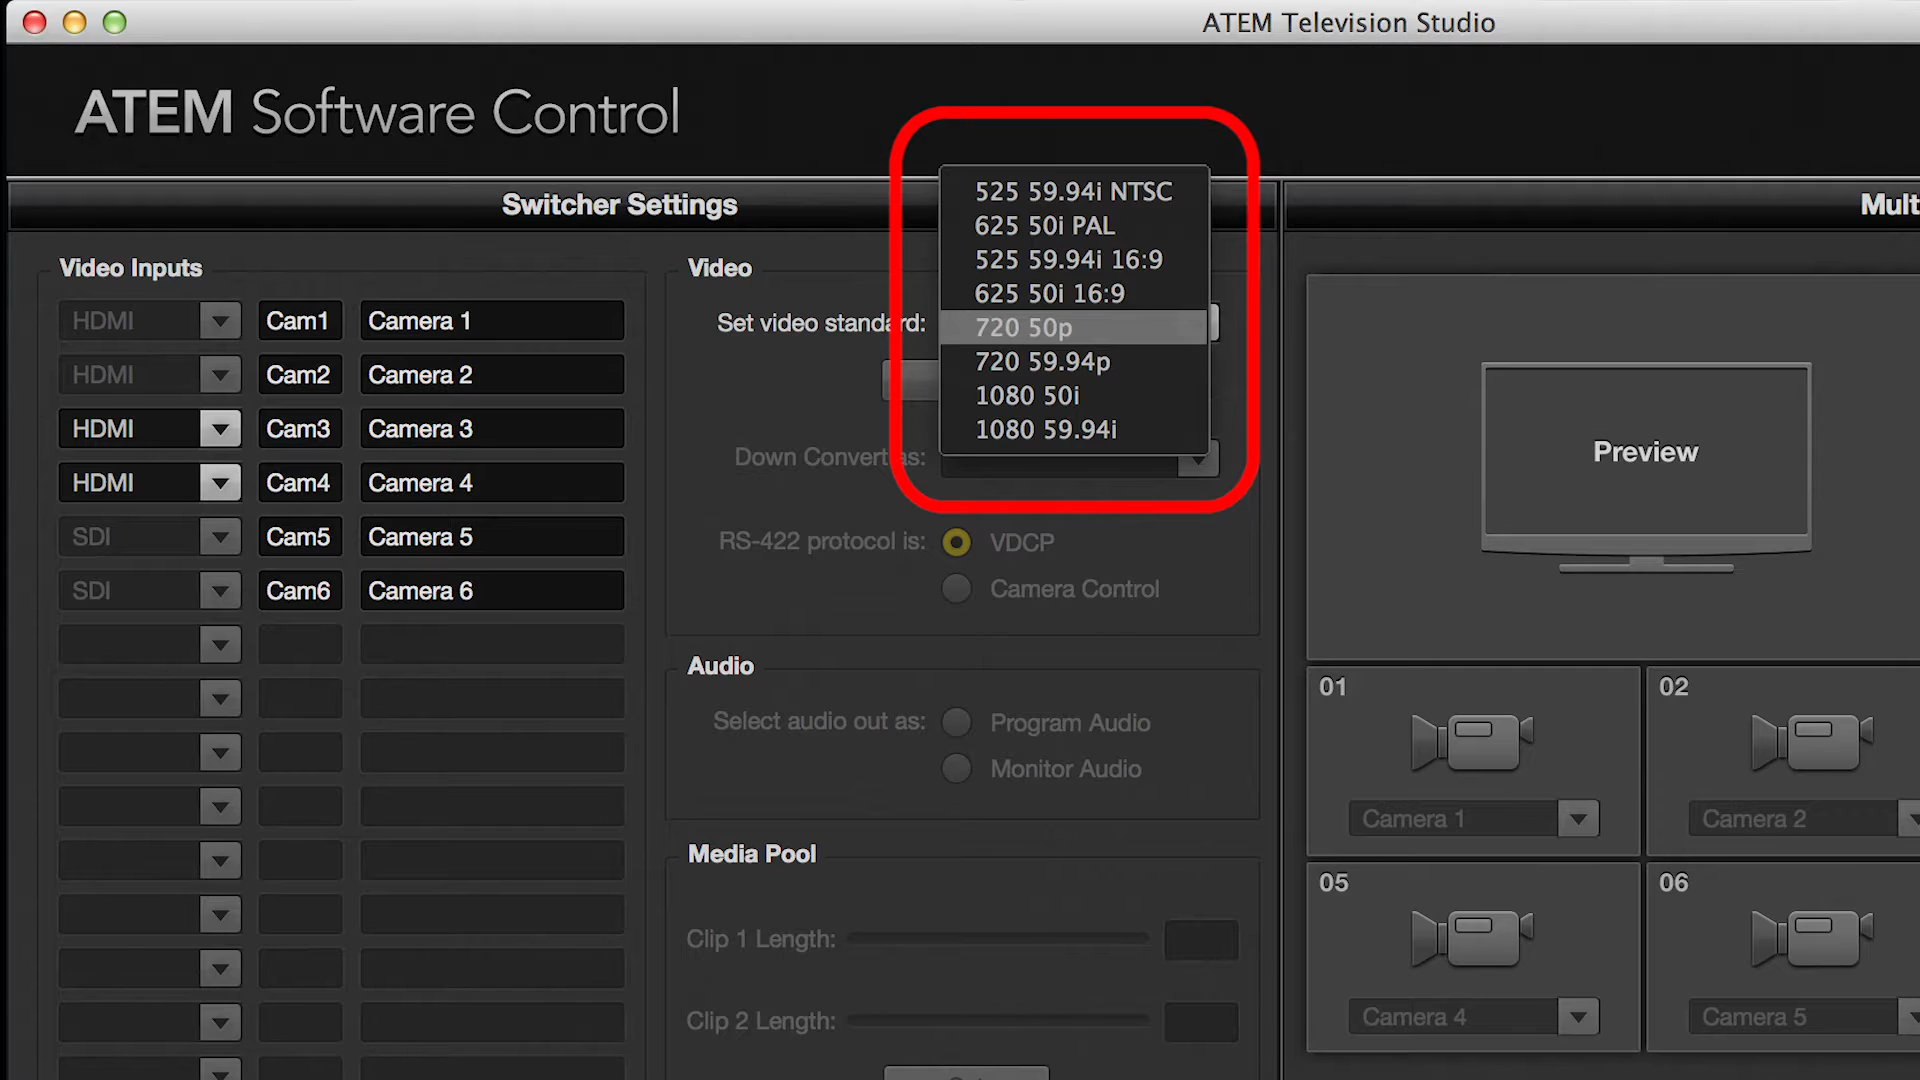 ATEM Television Studio
ATEM Software Control
Switcher Settings
Mult
Video Inputs
HDMI Cam1 Camera 1
HDMI Cam2 Camera 2
HDMI Cam3 Camera 3
HDMI Cam4 Camera 4
SDI Cam5 Camera 5
SDI Cam6 Camera 6
Video
Set video standard:
525 59.94i NTSC
625 50i PAL
525 59.94i 16:9
625 50i 16:9
720 50p
720 59.94p
1080 50i
1080 59.94i
Down Convert as:
RS-422 protocol is: VDCP
Camera Control
Audio
Select audio out as: Program Audio
Monitor Audio
Media Pool
Clip 1 Length:
Clip 2 Length:
Preview
01 02
Camera 1 Camera 2
05 06
Camera 4 Camera 5